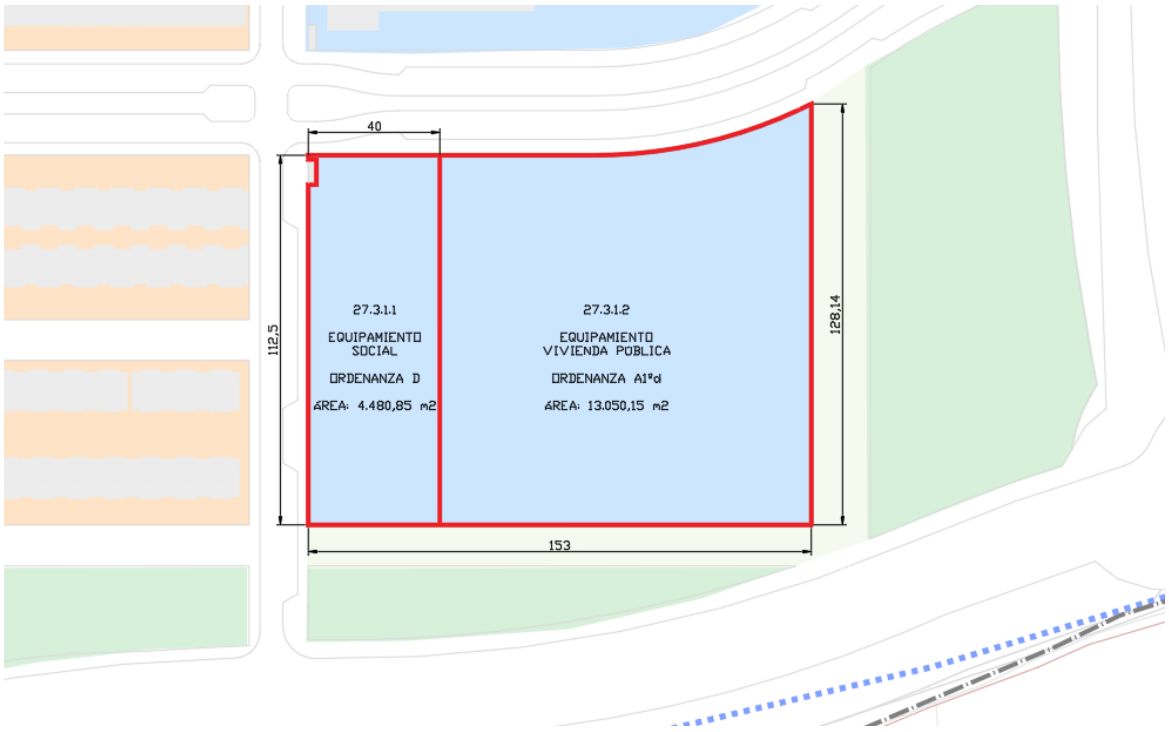 40
112,5
128,14
27.3.1.1
EQUIPAMIENTO
SOCIAL
ORDENANZA D
ÁREA: 4.480,85 m2
27.3.1.2
EQUIPAMIENTO
VIVIENDA PÚBLICA
ORDENANZA A1ºd
ÁREA: 13.050,15 m2
153